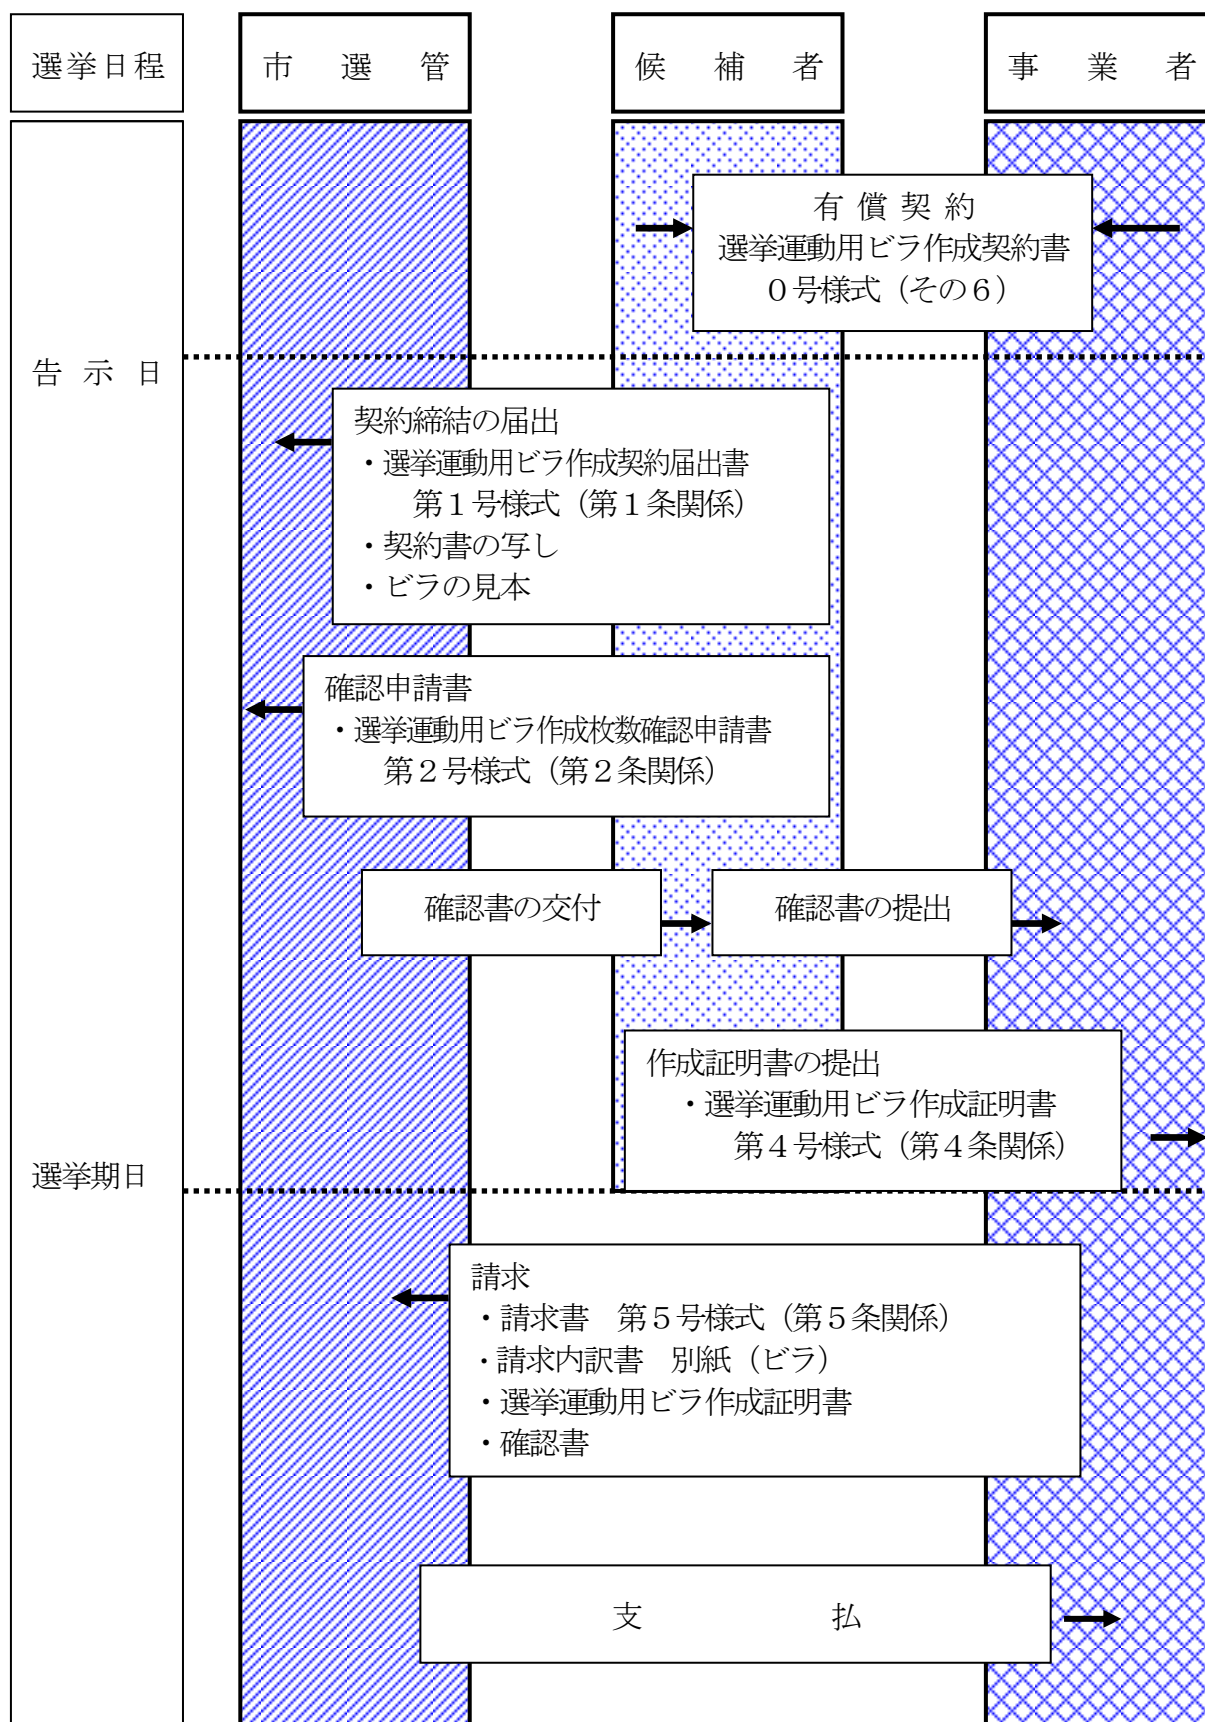 選挙日程
市選管
候補者
事業者
有償契約
選挙運動用ビラ作成契約書
０号様式（その６）
告示日
契約締結の届出
・選挙運動用ビラ作成契約届出書
第１号様式（第１条関係）
・契約書の写し
・ビラの見本
確認申請書
・選挙運動用ビラ作成枚数確認申請書
第２号様式（第２条関係）
確認書の交付
確認書の提出
作成証明書の提出
・選挙運動用ビラ作成証明書
第４号様式（第４条関係）
選挙期日
請求
・請求書　第５号様式（第５条関係）
・請求内訳書　別紙（ビラ）
・選挙運動用ビラ作成証明書
・確認書
支払